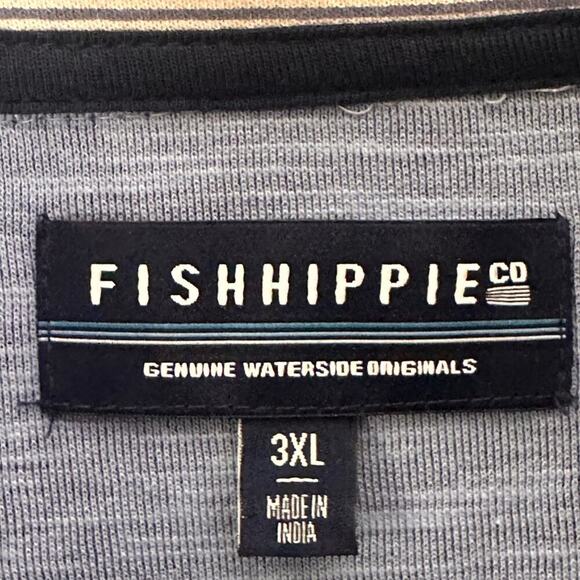 FISHHIPPIE CO
GENUINE WATERSIDE ORIGINALS
3XL
MADE IN
INDIA